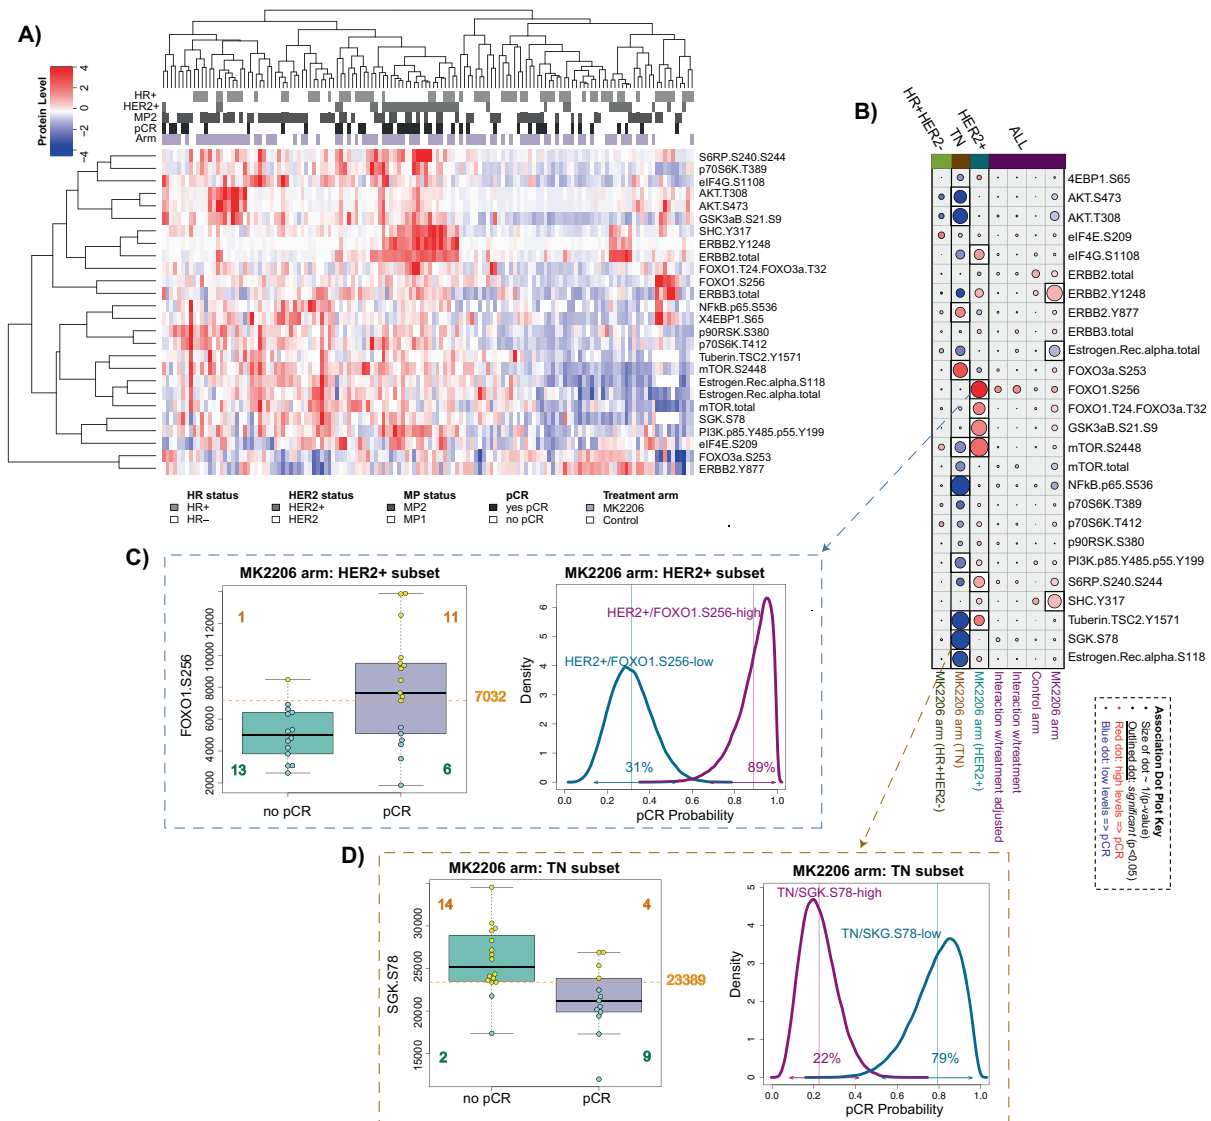 A)
Protein Level
4
2
0
−2
−4
HR+
HER2+
MP2
pCR
Arm
S6RP.S240.S244
p70S6K.T389
eIF4G.S1108
AKT.T308
AKT.S473
GSK3aB.S21.S9
SHC.Y317
ERBB2.Y1248
ERBB2.total
FOXO1.T24.FOXO3a.T32
FOXO1.S256
ERBB3.total
NFkB.p65.S536
X4EBP1.S65
p90RSK.S380
p70S6K.T412
Tuberin.TSC2.Y1571
mTOR.S2448
Estrogen.Rec.alpha.S118
Estrogen.Rec.alpha.total
mTOR.total
SGK.S78
PI3K.p85.Y485.p55.Y199
eIF4E.S209
FOXO3a.S253
ERBB2.Y877
HR status
HR+
HR−
HER2 status
HER2+
HER2
MP status
MP2
MP1
pCR
yes pCR
no pCR
Treatment arm
MK2206
Control
B)
HR+HER2-
TN
HER2+
ALL
4EBP1.S65
AKT.S473
AKT.T308
eIF4E.S209
eIF4G.S1108
ERBB2.total
ERBB2.Y1248
ERBB2.Y877
ERBB3.total
Estrogen.Rec.alpha.total
FOXO3a.S253
FOXO1.S256
FOXO1.T24.FOXO3a.T32
GSK3aB.S21.S9
mTOR.S2448
mTOR.total
NFkB.p65.S536
p70S6K.T389
p70S6K.T412
p90RSK.S380
PI3K.p85.Y485.p55.Y199
S6RP.S240.S244
SHC.Y317
Tuberin.TSC2.Y1571
SGK.S78
Estrogen.Rec.alpha.S118
MK2206 arm (HR+HER2-)
MK2206 arm (TN)
MK2206 arm (HER2+)
Interaction w/treatment adjusted
Interaction w/treatment
Control arm
MK2206 arm
Association Dot Plot Key
• Size of dot ~ 1/(p-value)
• Outlined dot: significant (p<0.05)
• Red dot: high levels => pCR
• Blue dot: low levels => pCR
C)
MK2206 arm: HER2+ subset
FOXO1.S256
2000
4000
6000
8000
10000
12000
1
11
13
6
7032
no pCR
pCR
MK2206 arm: HER2+ subset
Density
0
1
2
3
4
5
6
HER2+/FOXO1.S256-high
HER2+/FOXO1.S256-low
31%
89%
0.0
0.2
0.4
0.6
0.8
1.0
pCR Probability
D)
MK2206 arm: TN subset
SGK.S78
15000
20000
25000
30000
14
4
2
9
23389
no pCR
pCR
MK2206 arm: TN subset
Density
0
1
2
3
4
5
TN/SGK.S78-high
TN/SKG.S78-low
22%
79%
0.0
0.2
0.4
0.6
0.8
1.0
pCR Probability